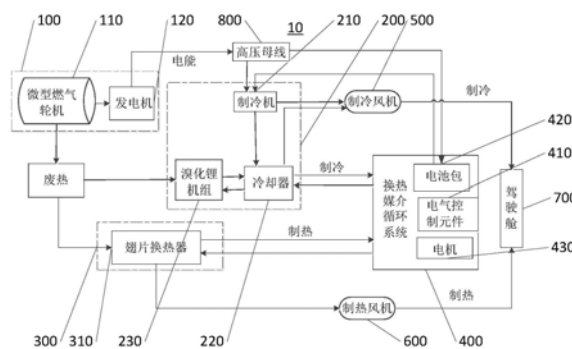 100
110
120
800
10
210
200
500
电能
高压母线
微型燃气
轮机
发电机
制冷机
制冷风机
制冷
420
410
废热
溴化锂
机组
冷却器
制冷
换热
媒介
循环
系统
电池包
电气控
制元件
电机
驾
驶
舱
700
430
翅片换热器
制热
制热风机
制热
300
310
230
220
600
400